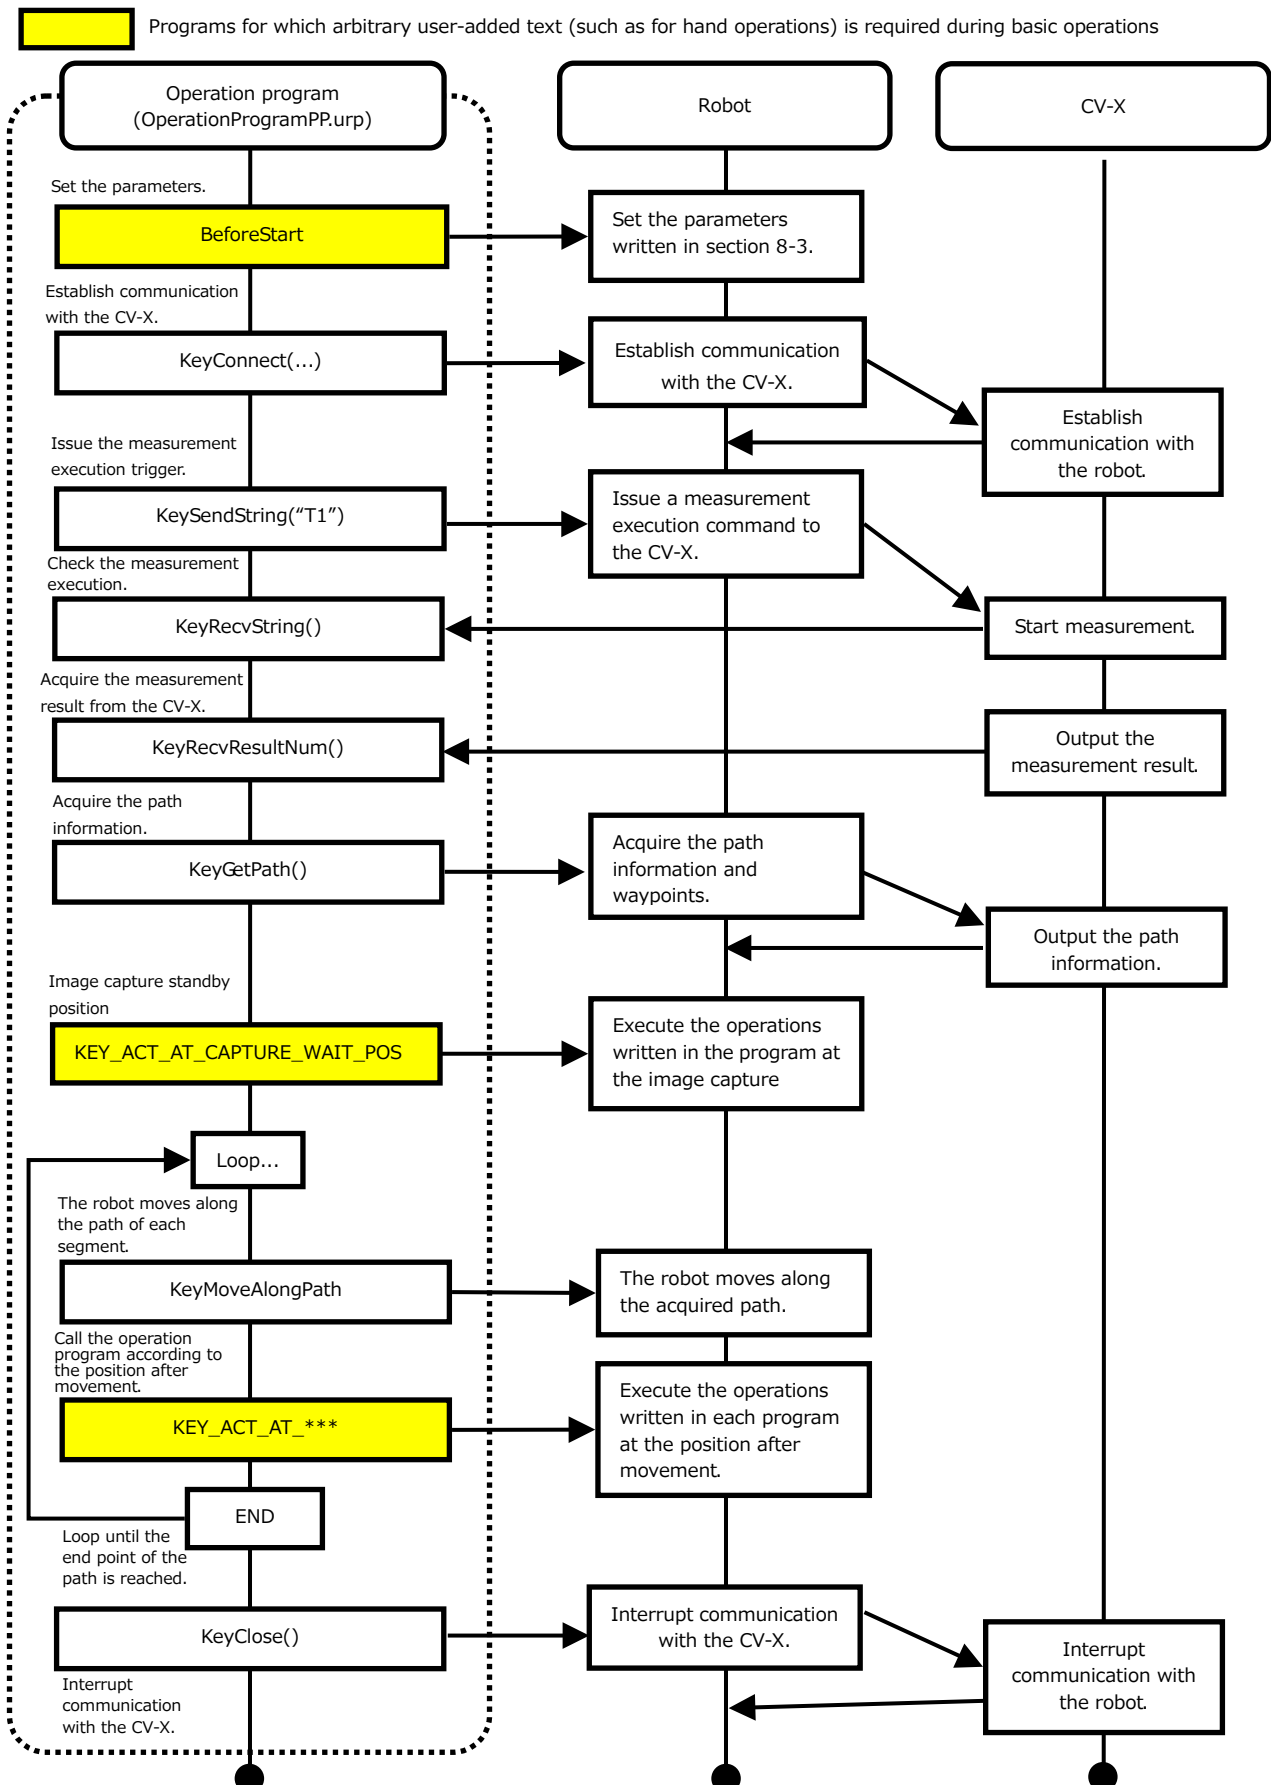 Programs for which arbitrary user-added text (such as for hand operations) is required during basic operations
Operation program
(OperationProgramPP.urp)
Robot
CV-X
Set the parameters.
BeforeStart
Set the parameters
written in section 8-3.
Establish communication
with the CV-X.
KeyConnect(...)
Establish communication
with the CV-X.
Establish
communication with
the robot.
Issue the measurement
execution trigger.
KeySendString(“T1”)
Issue a measurement
execution command to
the CV-X.
Check the measurement
execution.
KeyRecvString()
Start measurement.
Acquire the measurement
result from the CV-X.
KeyRecvResultNum()
Output the
measurement result.
Acquire the path
information.
KeyGetPath()
Acquire the path
information and
waypoints.
Output the path
information.
Image capture standby
position
KEY_ACT_AT_CAPTURE_WAIT_POS
Execute the operations
written in the program at
the image capture
Loop...
The robot moves along
the path of each
segment.
KeyMoveAlongPath
The robot moves along
the acquired path.
Call the operation
program according to
the position after
movement.
KEY_ACT_AT_***
Execute the operations
written in each program
at the position after
movement.
END
Loop until the
end point of the
path is reached.
KeyClose()
Interrupt communication
with the CV-X.
Interrupt
communication with
the robot.
Interrupt
communication
with the CV-X.